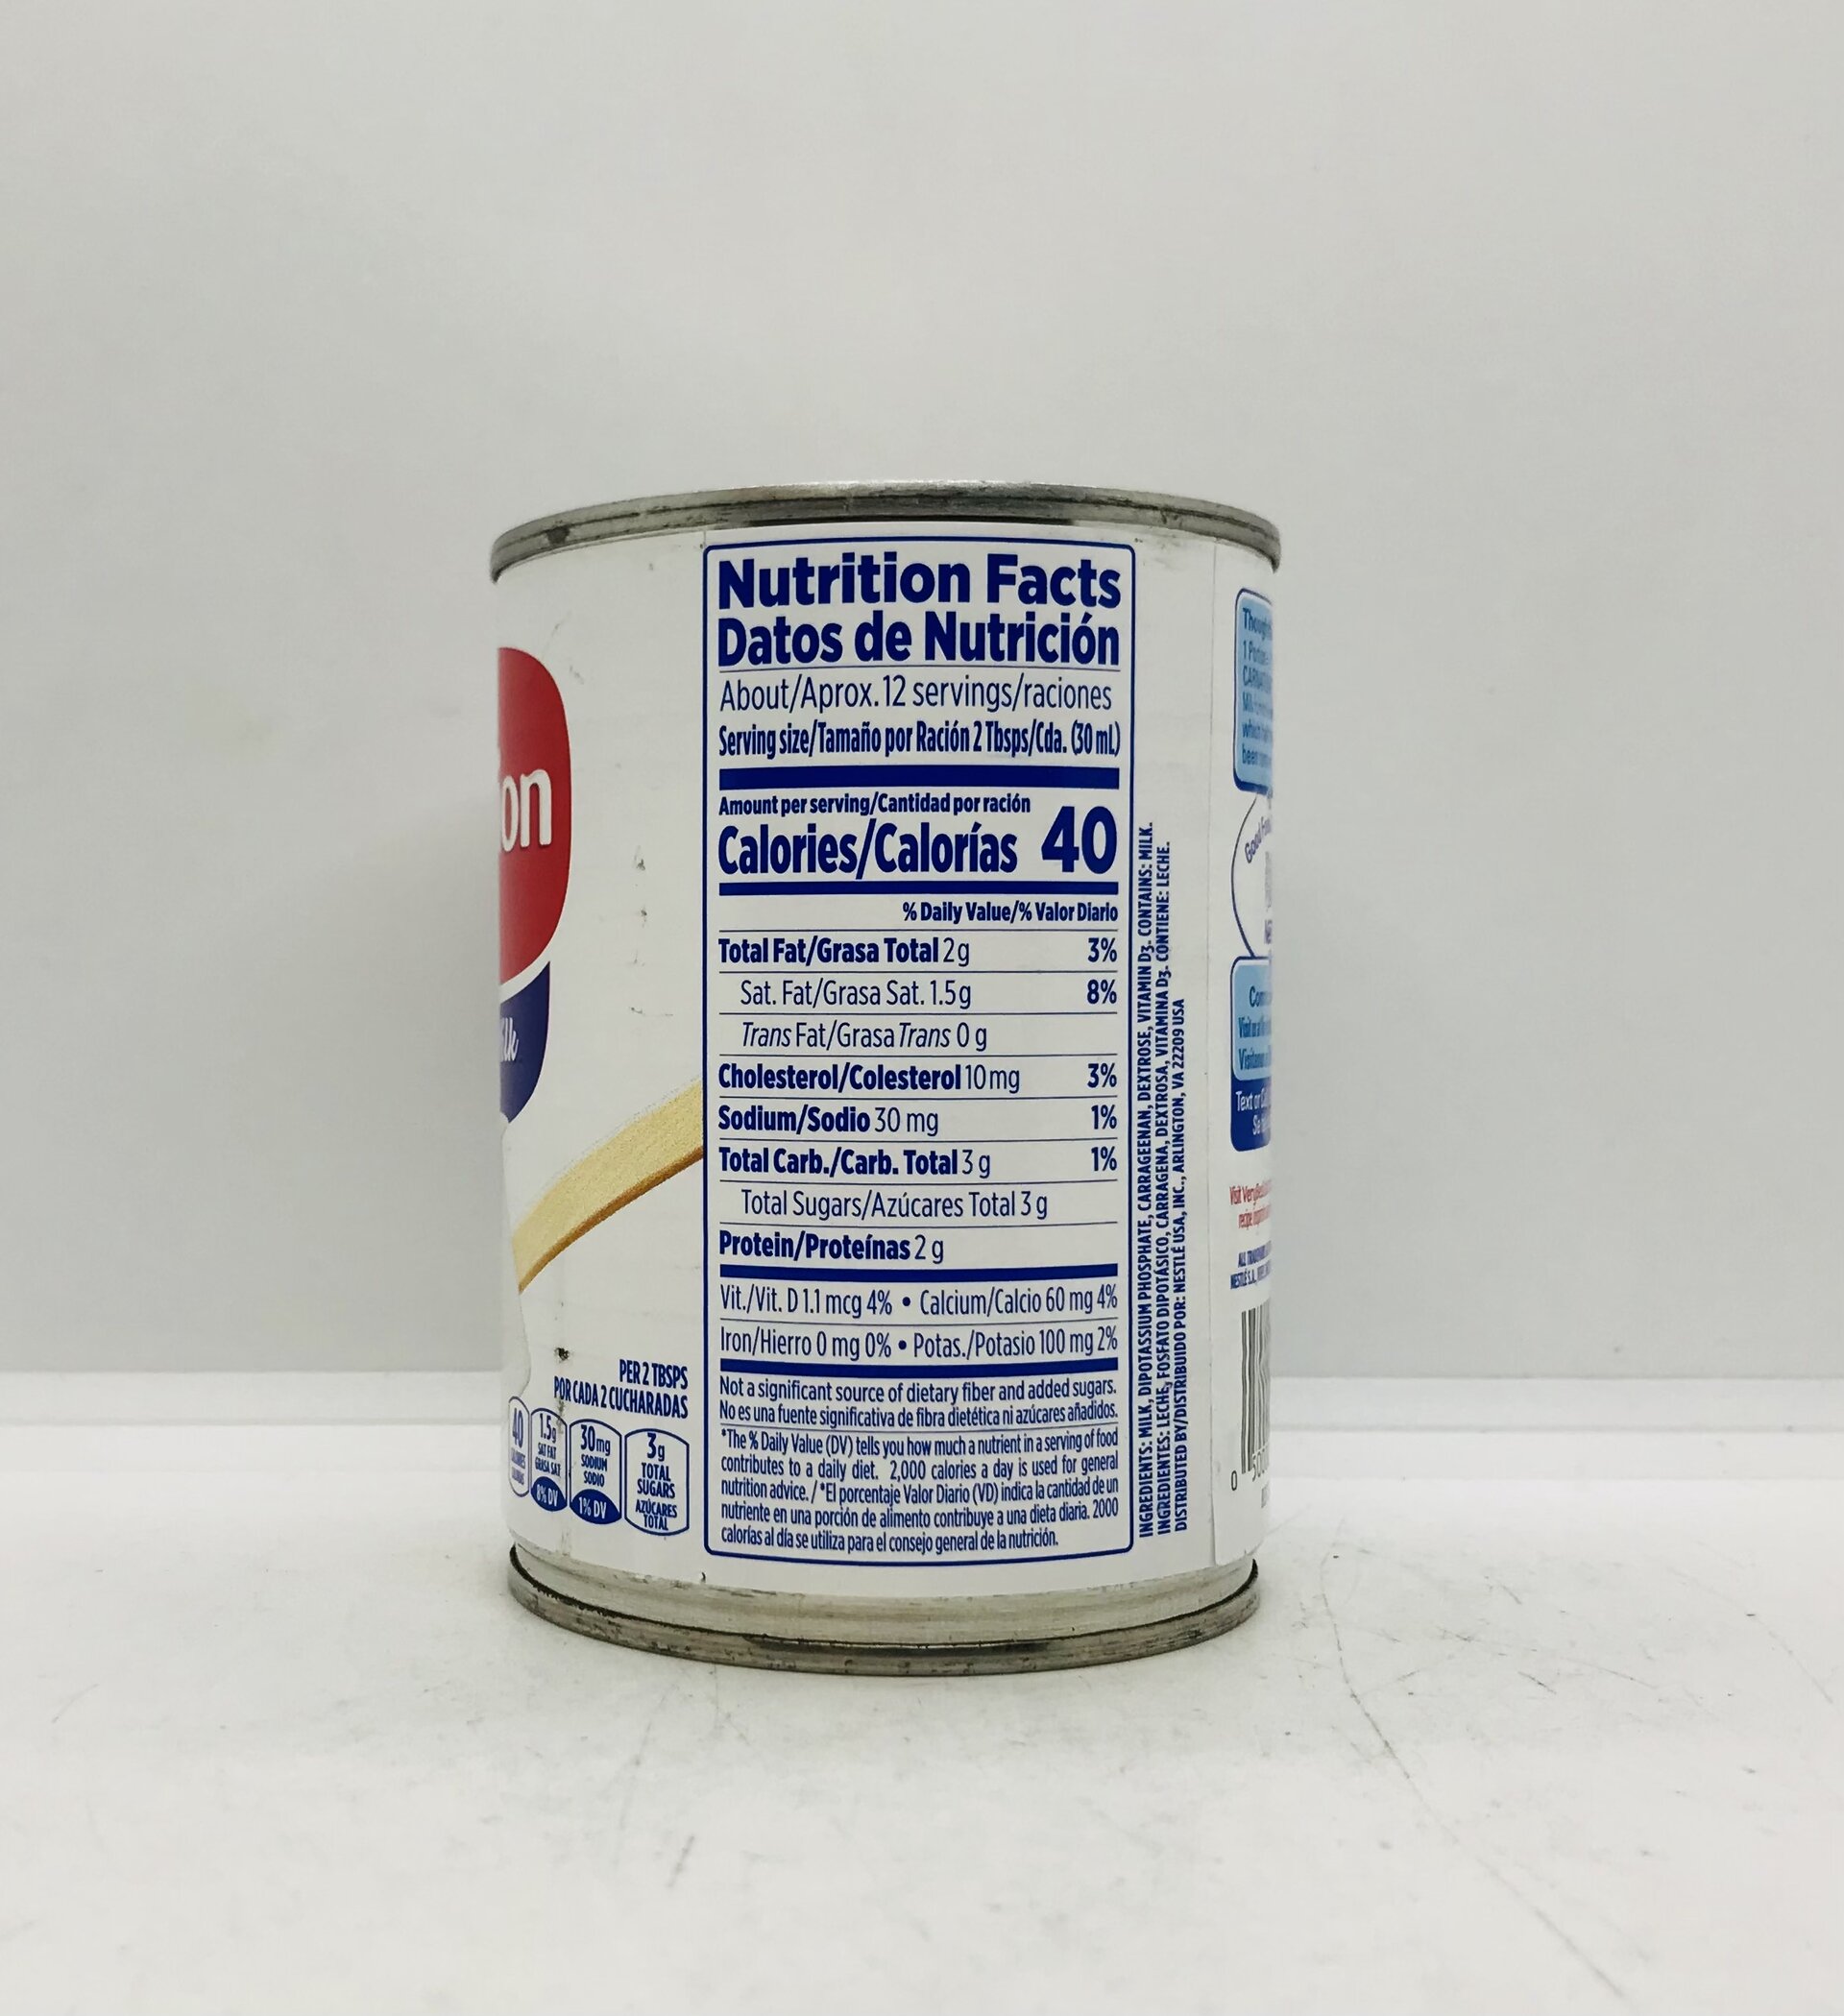 on
Nutrition Facts
Datos de Nutrición
About/Aprox. 12 servings/raciones
Serving size/Tamaño por Ración 2 Tbsps/Cda. (30 mL)
Amount per serving/Cantidad por ración
Calories/Calorías 40
% Daily Value/% Valor Diario
Total Fat/Grasa Total 2 g 3%
Sat. Fat/Grasa Sat. 1.5 g 8%
Trans Fat/Grasa Trans 0 g
Cholesterol/Colesterol 10 mg 3%
Sodium/Sodio 30 mg 1%
Total Carb./Carb. Total 3 g 1%
Total Sugars/Azúcares Total 3 g
Protein/Proteínas 2 g
Vit./Vit. D 1.1 mcg 4% • Calcium/Calcio 60 mg 4%
Iron/Hierro 0 mg 0% • Potas./Potasio 100 mg 2%
Not a significant source of dietary fiber and added sugars.
No es una fuente significativa de fibra dietética ni azúcares añadidos.
*The % Daily Value (DV) tells you how much a nutrient in a serving of food
contributes to a daily diet. 2,000 calories a day is used for general
nutrition advice. / *El porcentaje Valor Diario (VD) indica la cantidad de un
nutriente en una porción de alimento contribuye a una dieta diaria. 2000
calorías al día se utiliza para el consejo general de la nutrición.
INGREDIENTS: MILK, DIPOTASSIUM PHOSPHATE, CARRAGEENAN, DEXTROSE, VITAMIN D3. CONTAINS: MILK.
INGREDIENTES: LECHE, FOSFATO DIPOTÁSICO, CARRAGENA, DEXTROSA, VITAMINA D3. CONTIENE: LECHE.
DISTRIBUTED BY/DISTRIBUIDO POR: NESTLÉ USA, INC., ARLINGTON, VA 22209 USA
PER 2 TBSPS
POR CADA 2 CUCHARADAS
40
1.5g
SAT FAT
GRASA SAT
8% DV
30mg
SODIUM
SODIO
1% DV
3g
TOTAL
SUGARS
AZÚCARES
TOTAL
Text or
NESTLÉ S.A.,
0